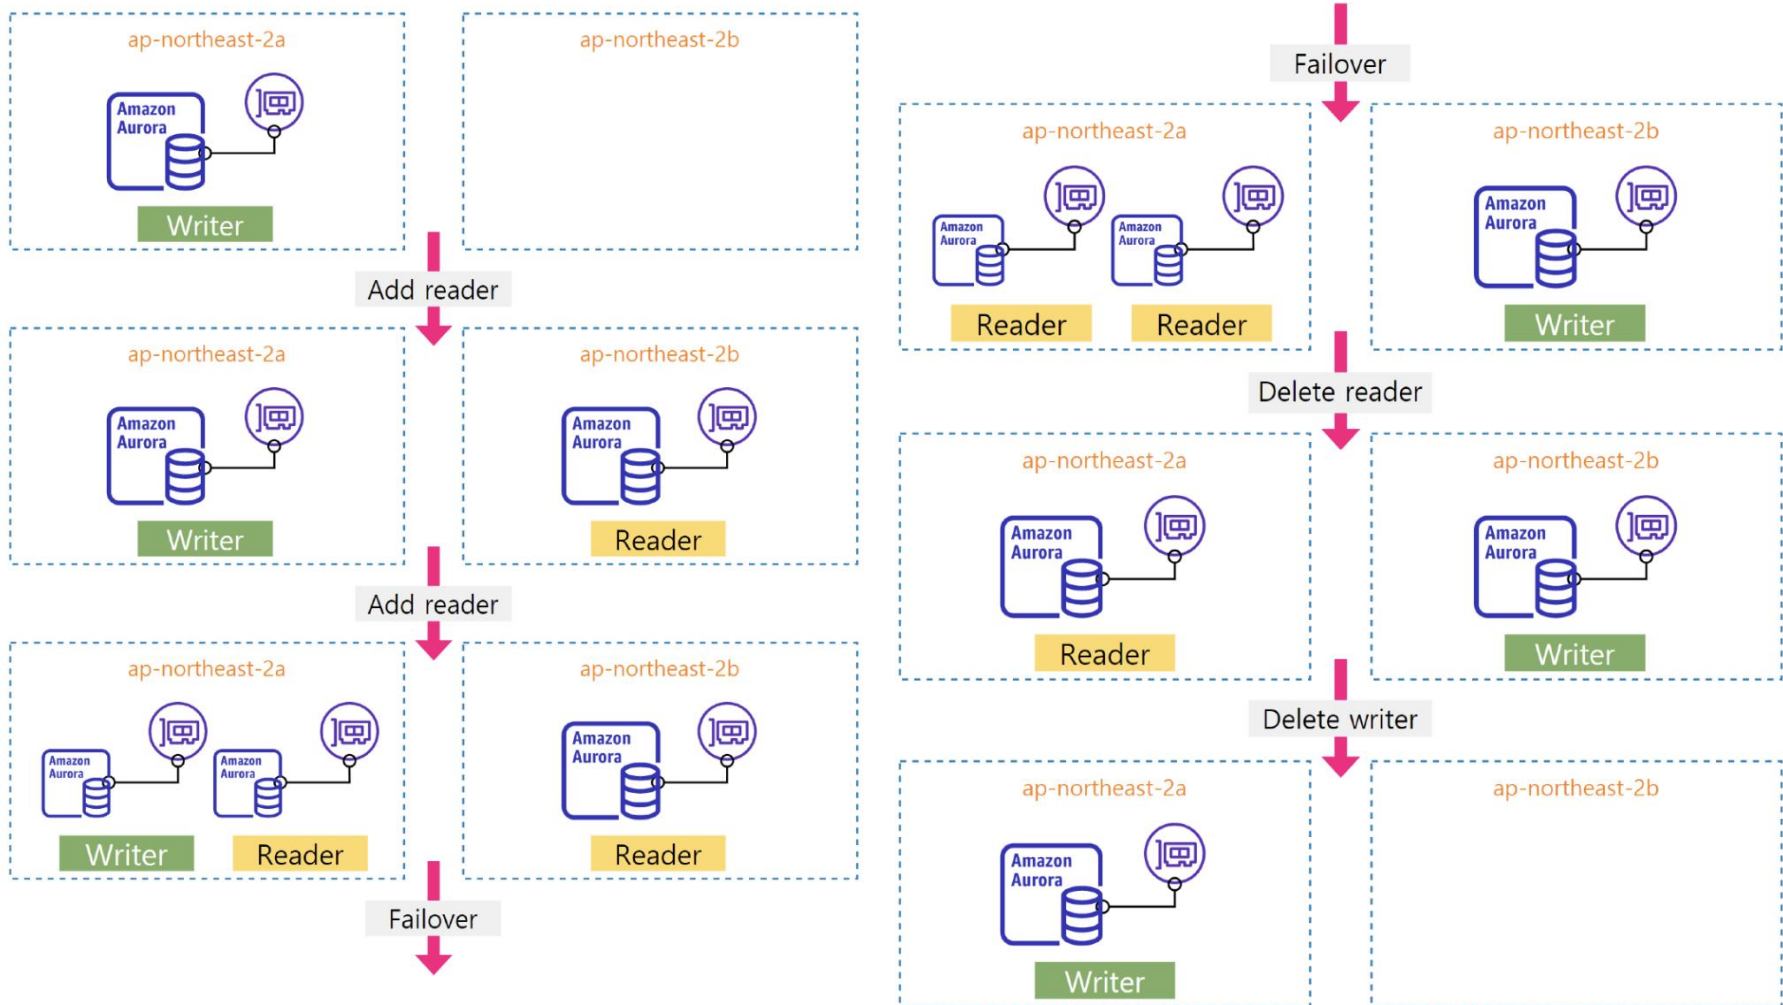 ap-northeast-2a
ap-northeast-2b
Amazon
Aurora
Writer
Add reader
ap-northeast-2a
ap-northeast-2b
Amazon
Aurora
Amazon
Aurora
Writer
Reader
Add reader
ap-northeast-2a
ap-northeast-2b
Amazon
Aurora
Amazon
Aurora
Amazon
Aurora
Writer
Reader
Reader
Failover
Failover
ap-northeast-2a
ap-northeast-2b
Amazon
Aurora
Amazon
Aurora
Amazon
Aurora
Reader
Reader
Writer
Delete reader
ap-northeast-2a
ap-northeast-2b
Amazon
Aurora
Amazon
Aurora
Reader
Writer
Delete writer
ap-northeast-2a
ap-northeast-2b
Amazon
Aurora
Writer